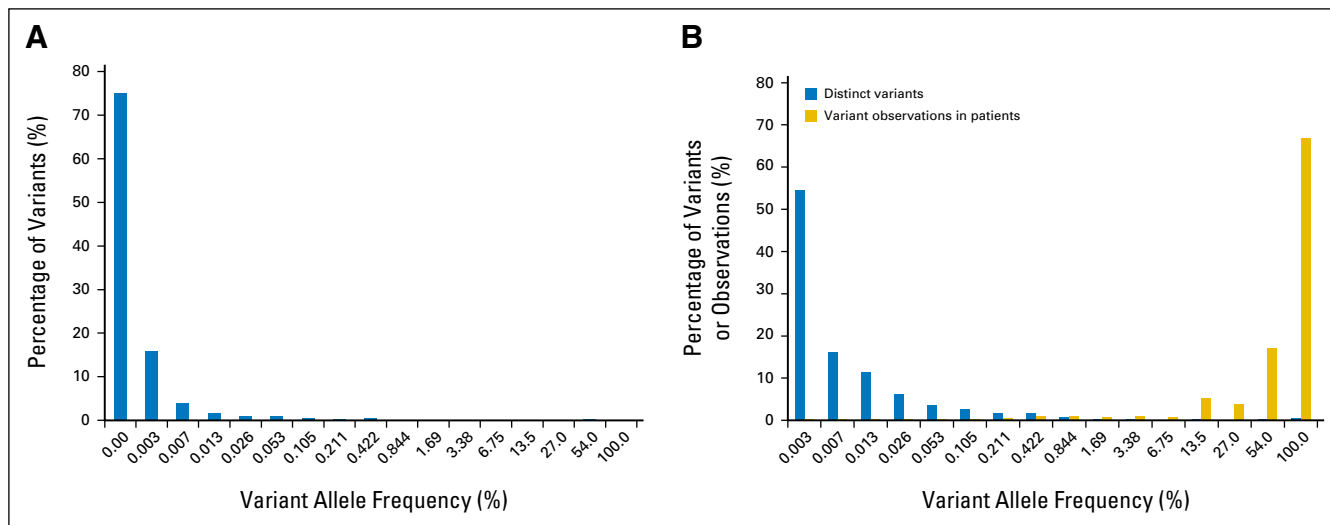 A
Percentage of Variants (%)
80
70
60
50
40
30
20
10
0
0.00 0.003 0.007 0.013 0.026 0.053 0.105 0.211 0.422 0.844 1.69 3.38 6.75 13.5 27.0 54.0 100.0
Variant Allele Frequency (%)
B
Percentage of Variants
or Observations (%)
80
70
60
50
40
30
20
10
0
Distinct variants
Variant observations in patients
0.003 0.007 0.013 0.026 0.053 0.105 0.211 0.422 0.844 1.69 3.38 6.75 13.5 27.0 54.0 100.0
Variant Allele Frequency (%)